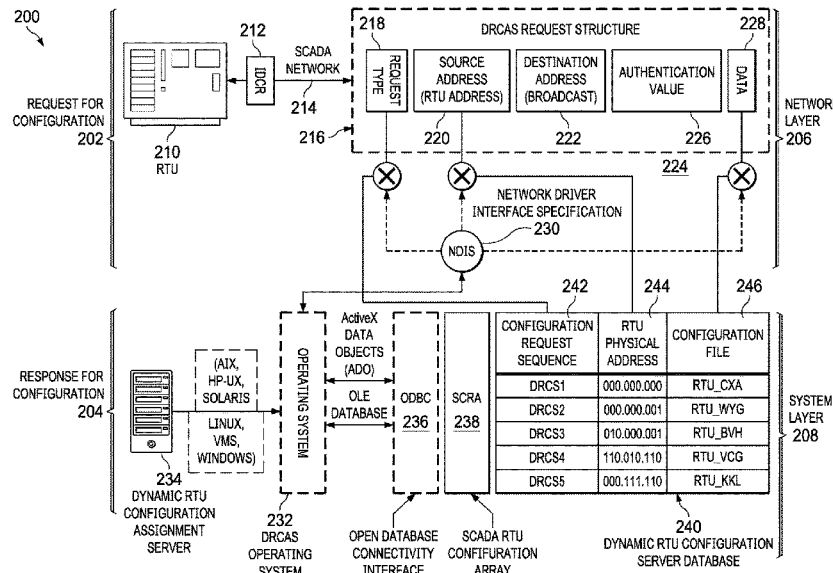 200
212
IDCR
SCADA
NETWORK
214
210
RTU
REQUEST FOR
CONFIGURATION
202
218
DRCAS REQUEST STRUCTURE
228
REQUEST
TYPE
SOURCE
ADDRESS
(RTU ADDRESS)
DESTINATION
ADDRESS
(BROADCAST)
AUTHENTICATION
VALUE
DATA
216
220
222
226
224
NETWORK
LAYER
206
NETWORK DRIVER
INTERFACE SPECIFICATION
230
NDIS
242
244
246
RESPONSE FOR
CONFIGURATION
204
(AIX,
HP-UX,
SOLARIS
LINUX,
VMS,
WINDOWS)
234
DYNAMIC RTU
CONFIGURATION
ASSIGNMENT
SERVER
OPERATING SYSTEM
232
DRCAS
OPERATING
SYSTEM
ActiveX
DATA
OBJECTS
(ADO)
OLE
DATABASE
ODBC
236
OPEN DATABASE
CONNECTIVITY
INTERFACE
SCRA
238
SCADA RTU
CONFIFURATION
ARRAY
CONFIGURATION
REQUEST
SEQUENCE
RTU
PHYSICAL
ADDRESS
CONFIGURATION
FILE
DRCS1 000.000.000 RTU_CXA
DRCS2 000.000.001 RTU_WYG
DRCS3 010.000.001 RTU_BVH
DRCS4 110.010.110 RTU_VCG
DRCS5 000.111.110 RTU_KKL
240
DYNAMIC RTU CONFIGURATION
SERVER DATABASE
SYSTEM
LAYER
208